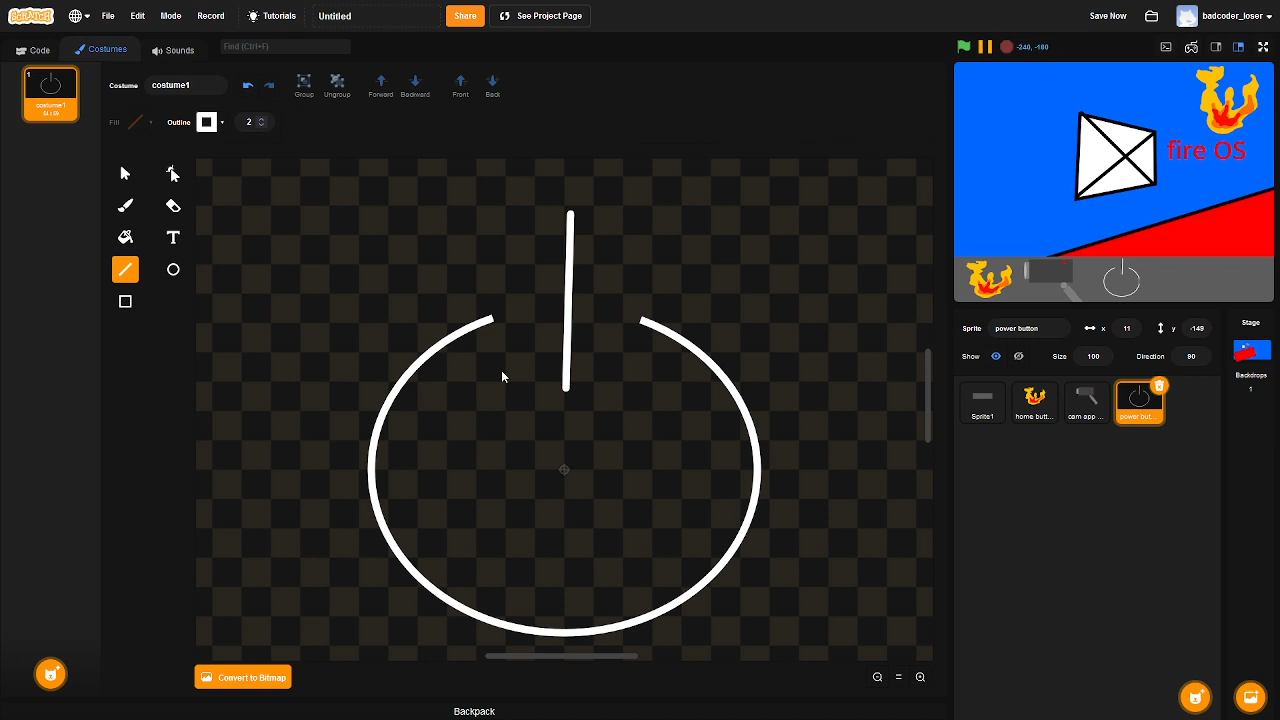 SCRATCH File Edit Mode Record Tutorials Untitled Share See Project Page Save Now badcoder_loser
Code Costumes Sounds Find (Ctrl+F) -240, -180
1
costume1
Costume costume1 Group Ungroup Forward Backward Front Back
Fill Outline 2
T
fire OS
Sprite power button x 11 y -149
Show Size 100 Direction 90
Stage
Backdrops
1
Sprite1 home butt... cam app ... power but...
Convert to Bitmap
Backpack